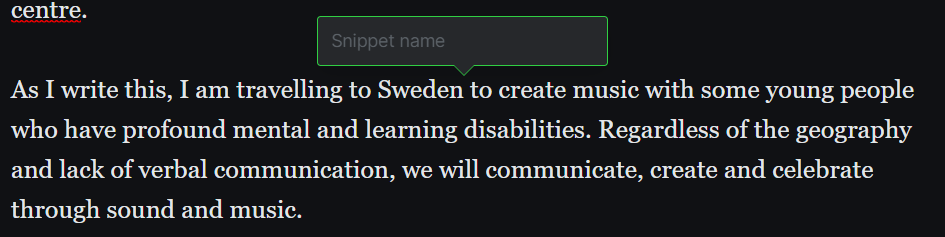 centre.
Snippet name
As I write this, I am travelling to Sweden to create music with some young people
who have profound mental and learning disabilities. Regardless of the geography
and lack of verbal communication, we will communicate, create and celebrate
through sound and music.